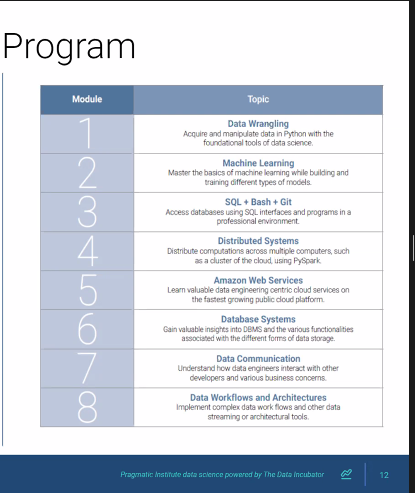 Program
Module
Topic
1
Data Wrangling
Acquire and manipulate data in Python with the
foundational tools of data science.
2
Machine Learning
Master the basics of machine learning while building and
training different types of models.
3
SQL + Bash + Git
Access databases using SQL interfaces and programs in a
professional environment.
4
Distributed Systems
Distribute computations across multiple computers, such
as a cluster of the cloud, using PySpark.
5
Amazon Web Services
Learn valuable data engineering centric cloud services on
the fastest growing public cloud platform.
6
Database Systems
Gain valuable insights into DBMS and the various functionalities
associated with the different forms of data storage.
7
Data Communication
Understand how data engineers interact with other
developers and various business concerns.
8
Data Workflows and Architectures
Implement complex data work flows and other data
streaming or architectural tools.
Pragmatic Institute data science powered by The Data Incubator
12